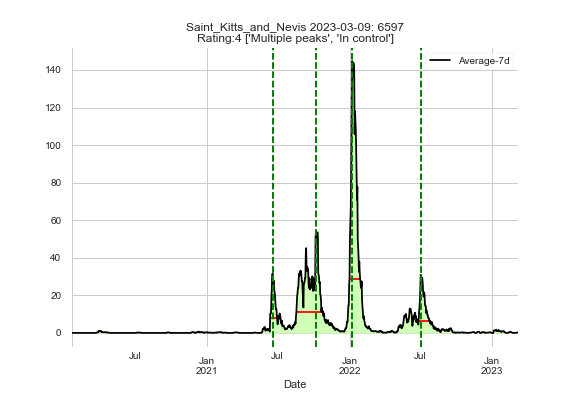 Saint_Kitts_and_Nevis 2023-03-09: 6597
Rating:4 ['Multiple peaks', 'In control']
Average-7d
140
120
100
80
60
40
20
0
Jul
Jan
2021
Jul
Jan
2022
Jul
Jan
2023
Date